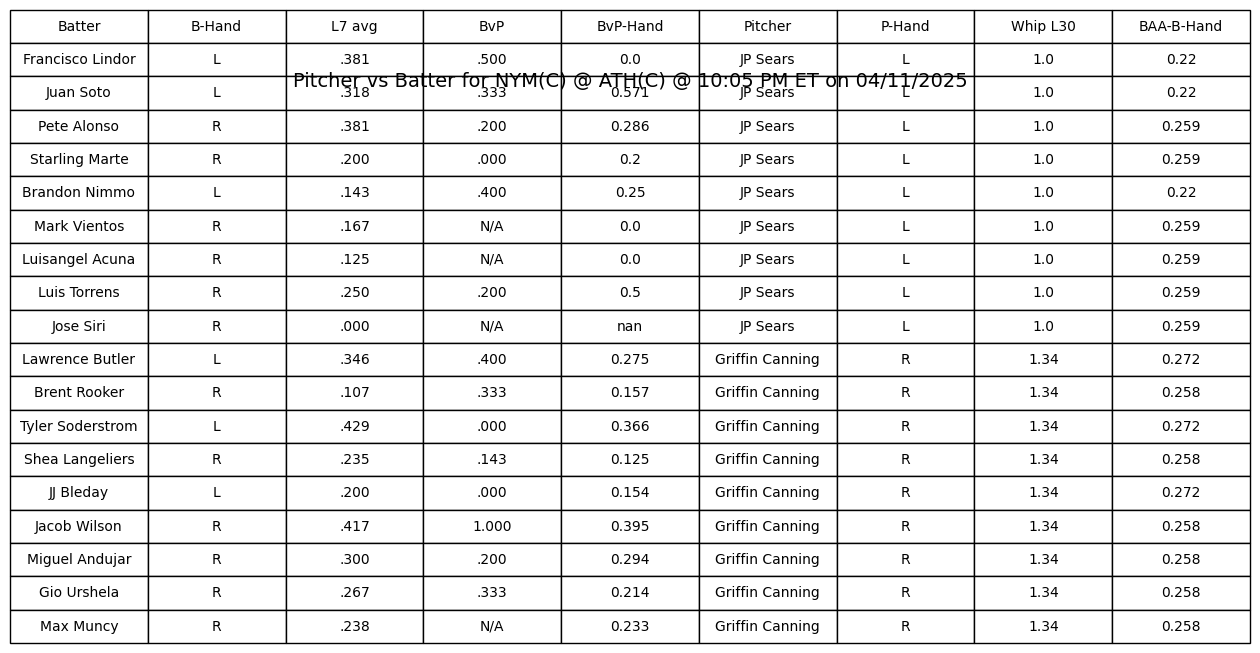 Batter B-Hand L7 avg BvP BvP-Hand Pitcher P-Hand Whip L30 BAA-B-Hand
Francisco Lindor L .381 .500 0.0 JP Sears L 1.0 0.22
Pitcher vs Batter for NYM(C) @ ATH(C) @ 10:05 PM ET on 04/11/2025
Juan Soto L .318 .333 0.571 JP Sears L 1.0 0.22
Pete Alonso R .381 .200 0.286 JP Sears L 1.0 0.259
Starling Marte R .200 .000 0.2 JP Sears L 1.0 0.259
Brandon Nimmo L .143 .400 0.25 JP Sears L 1.0 0.22
Mark Vientos R .167 N/A 0.0 JP Sears L 1.0 0.259
Luisangel Acuna R .125 N/A 0.0 JP Sears L 1.0 0.259
Luis Torrens R .250 .200 0.5 JP Sears L 1.0 0.259
Jose Siri R .000 N/A nan JP Sears L 1.0 0.259
Lawrence Butler L .346 .400 0.275 Griffin Canning R 1.34 0.272
Brent Rooker R .107 .333 0.157 Griffin Canning R 1.34 0.258
Tyler Soderstrom L .429 .000 0.366 Griffin Canning R 1.34 0.272
Shea Langeliers R .235 .143 0.125 Griffin Canning R 1.34 0.258
JJ Bleday L .200 .000 0.154 Griffin Canning R 1.34 0.272
Jacob Wilson R .417 1.000 0.395 Griffin Canning R 1.34 0.258
Miguel Andujar R .300 .200 0.294 Griffin Canning R 1.34 0.258
Gio Urshela R .267 .333 0.214 Griffin Canning R 1.34 0.258
Max Muncy R .238 N/A 0.233 Griffin Canning R 1.34 0.258